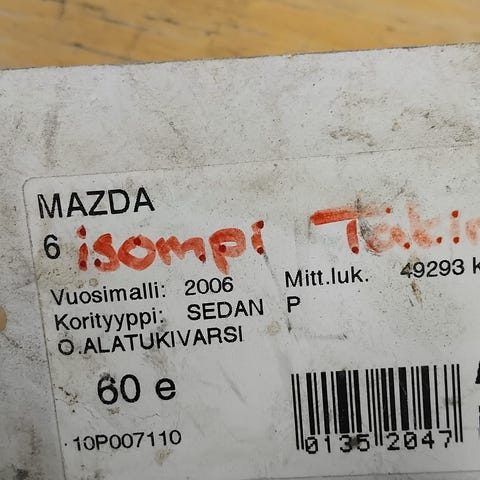 MAZDA
6 isompi
Vuosimalli: 2006 Mitt.luk. 49293
Korityyppi: SEDAN P
O.ALATUKIVARSI
60 e
10P007110
0135 2047